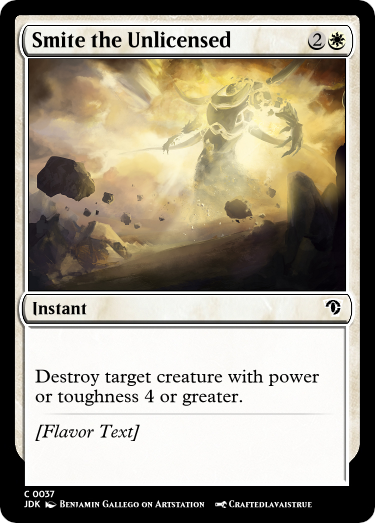 Smite the Unlicensed 2
Instant
Destroy target creature with power
or toughness 4 or greater.
[Flavor Text]
C 0037
JDK Benjamin Gallego on Artstation Craftedlavaistrue